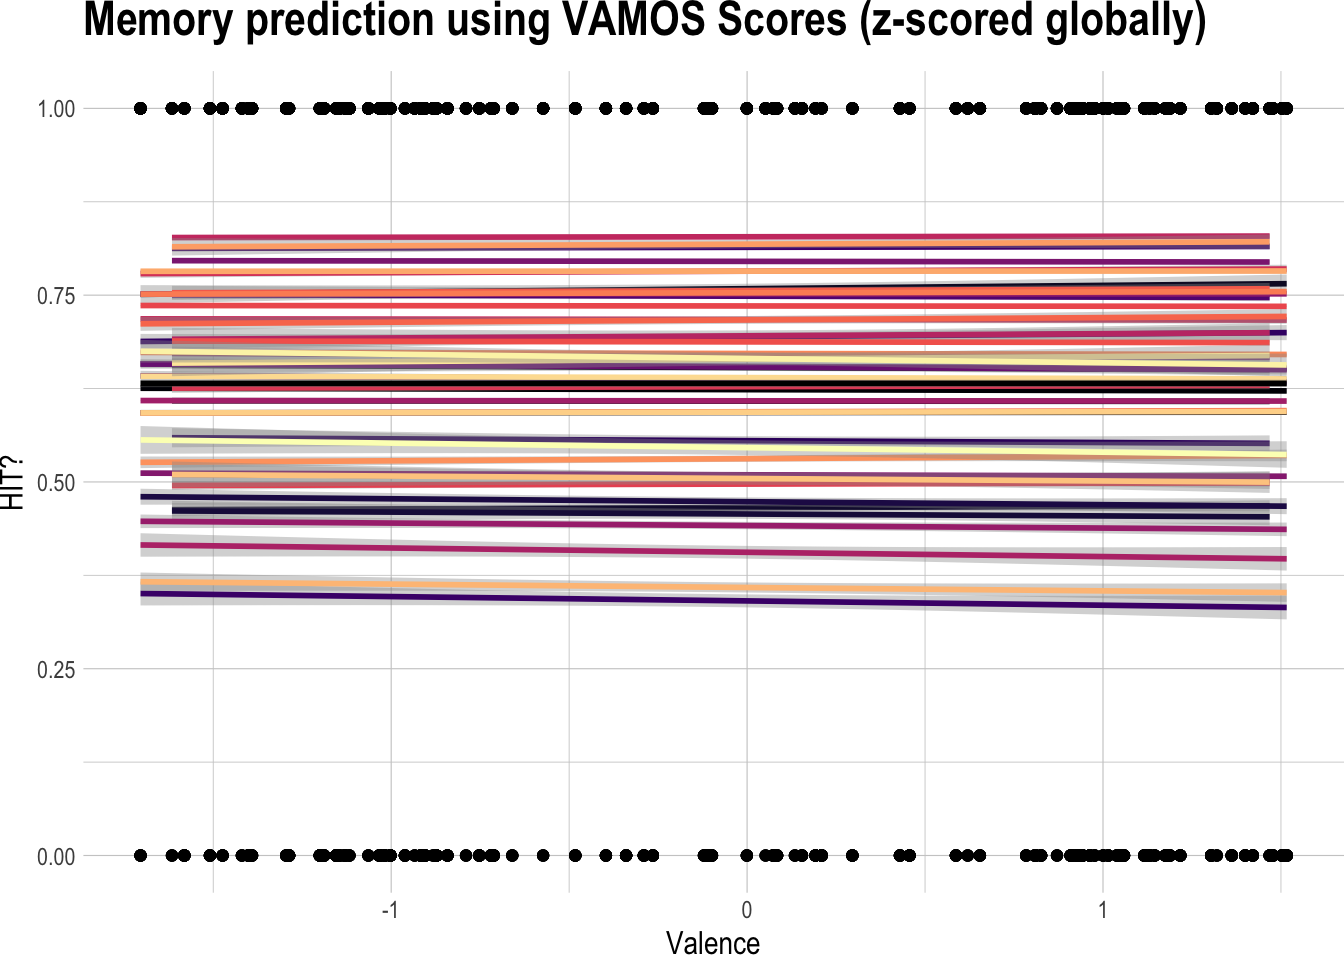 Memory prediction using VAMOS Scores (z-scored globally)
1.00
0.75
0.50
0.25
0.00
HIT?
-1
0
1
Valence